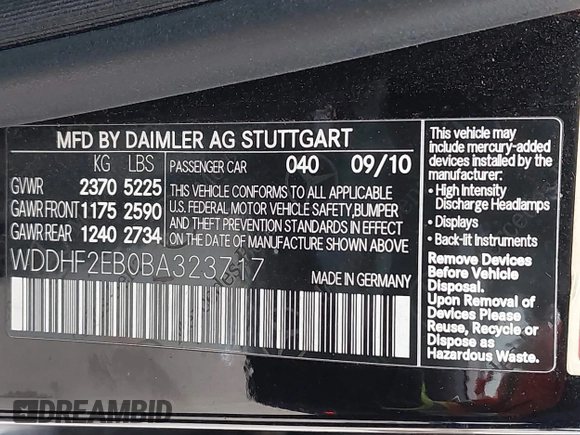 MFD BY DAIMLER AG STUTTGART
KG LBS
GVWR 2370 5225
GAWR FRONT 1175 2590
GAWR REAR 1240 2734
PASSENGER CAR 040 09/10
THIS VEHICLE CONFORMS TO ALL APPLICABLE
U.S. FEDERAL MOTOR VEHICLE SAFETY,BUMPER
AND THEFT PREVENTION STANDARDS IN EFFECT
ON THE DATE OF MANUFACTURE SHOWN ABOVE
WDDHF2EB0BA323717
MADE IN GERMANY
This vehicle may
include mercury-added
devices installed by the
manufacturer:
• High Intensity
Discharge Headlamps
• Displays
• Back-lit Instruments
Remove Devices
Before Vehicle
Disposal.
Upon Removal of
Devices Please
Reuse, Recycle or
Dispose as
Hazardous Waste.
DREAMBID